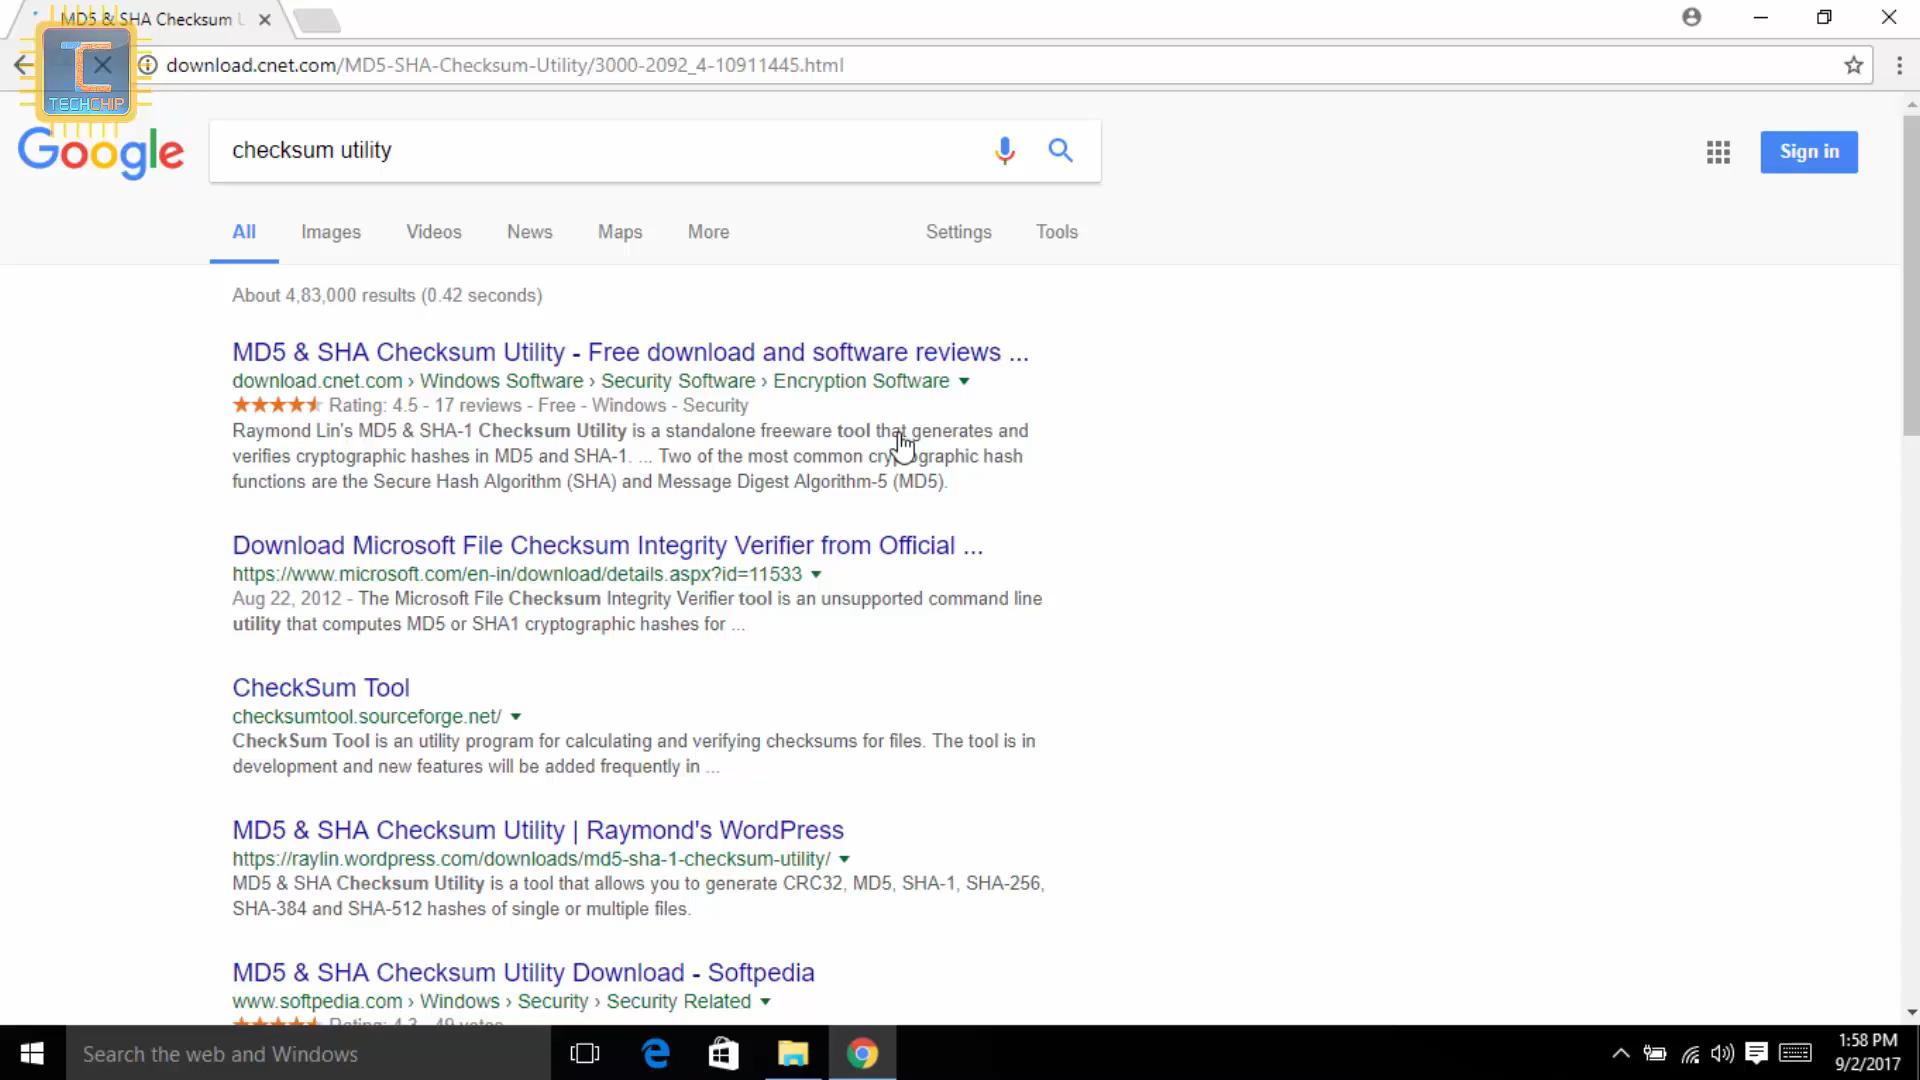 MD5 & SHA Checksum U
TECHCHIP
download.cnet.com/MD5-SHA-Checksum-Utility/3000-2092_4-10911445.html
Google
checksum utility
Sign in
All Images Videos News Maps More Settings Tools
About 4,83,000 results (0.42 seconds)
MD5 & SHA Checksum Utility - Free download and software reviews ...
download.cnet.com › Windows Software › Security Software › Encryption Software
Rating: 4.5 - 17 reviews - Free - Windows - Security
Raymond Lin's MD5 & SHA-1 Checksum Utility is a standalone freeware tool that generates and
verifies cryptographic hashes in MD5 and SHA-1. ... Two of the most common cryptographic hash
functions are the Secure Hash Algorithm (SHA) and Message Digest Algorithm-5 (MD5).
Download Microsoft File Checksum Integrity Verifier from Official ...
https://www.microsoft.com/en-in/download/details.aspx?id=11533
Aug 22, 2012 - The Microsoft File Checksum Integrity Verifier tool is an unsupported command line
utility that computes MD5 or SHA1 cryptographic hashes for ...
CheckSum Tool
checksumtool.sourceforge.net/
CheckSum Tool is an utility program for calculating and verifying checksums for files. The tool is in
development and new features will be added frequently in ...
MD5 & SHA Checksum Utility | Raymond's WordPress
https://raylin.wordpress.com/downloads/md5-sha-1-checksum-utility/
MD5 & SHA Checksum Utility is a tool that allows you to generate CRC32, MD5, SHA-1, SHA-256,
SHA-384 and SHA-512 hashes of single or multiple files.
MD5 & SHA Checksum Utility Download - Softpedia
www.softpedia.com › Windows › Security › Security Related
Rating: 4.3 - 49 votes
Search the web and Windows
1:58 PM
9/2/2017